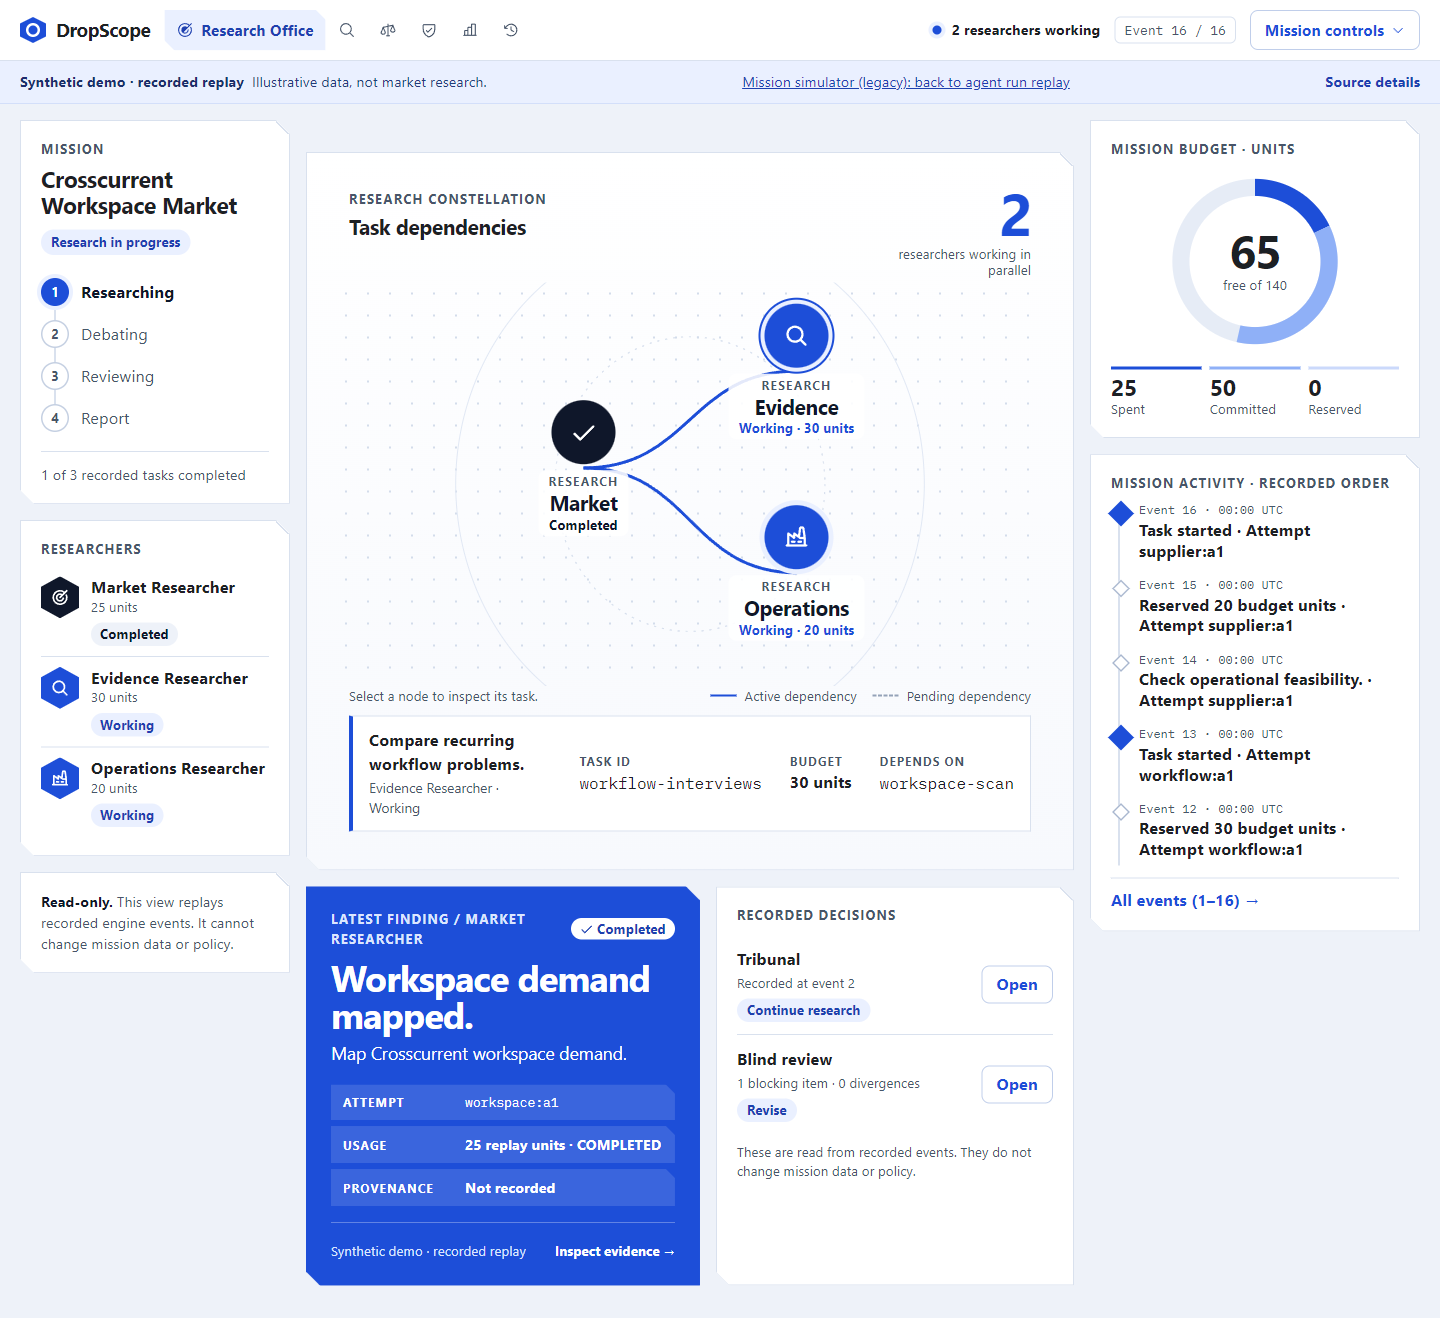 DropScope
Research Office
2 researchers working
Event 16 / 16
Mission controls
Synthetic demo · recorded replay Illustrative data, not market research.
Mission simulator (legacy): back to agent run replay
Source details
MISSION
Crosscurrent
Workspace Market
Research in progress
1 Researching
2 Debating
3 Reviewing
4 Report
1 of 3 recorded tasks completed
RESEARCHERS
Market Researcher
25 units
Completed
Evidence Researcher
30 units
Working
Operations Researcher
20 units
Working
Read-only. This view replays
recorded engine events. It cannot
change mission data or policy.
RESEARCH CONSTELLATION
Task dependencies
2
researchers working in
parallel
RESEARCH
Evidence
Working · 30 units
RESEARCH
Market
Completed
RESEARCH
Operations
Working · 20 units
Select a node to inspect its task.
Active dependency
Pending dependency
Compare recurring
workflow problems.
Evidence Researcher ·
Working
TASK ID
workflow-interviews
BUDGET
30 units
DEPENDS ON
workspace-scan
LATEST FINDING / MARKET
RESEARCHER
Completed
Workspace demand
mapped.
Map Crosscurrent workspace demand.
ATTEMPT workspace:a1
USAGE 25 replay units · COMPLETED
PROVENANCE Not recorded
Synthetic demo · recorded replay
Inspect evidence →
RECORDED DECISIONS
Tribunal
Recorded at event 2
Continue research
Open
Blind review
1 blocking item · 0 divergences
Revise
Open
These are read from recorded events. They do not
change mission data or policy.
MISSION BUDGET · UNITS
65
free of 140
25
Spent
50
Committed
0
Reserved
MISSION ACTIVITY · RECORDED ORDER
Event 16 · 00:00 UTC
Task started · Attempt
supplier:a1
Event 15 · 00:00 UTC
Reserved 20 budget units ·
Attempt supplier:a1
Event 14 · 00:00 UTC
Check operational feasibility. ·
Attempt supplier:a1
Event 13 · 00:00 UTC
Task started · Attempt
workflow:a1
Event 12 · 00:00 UTC
Reserved 30 budget units ·
Attempt workflow:a1
All events (1–16) →